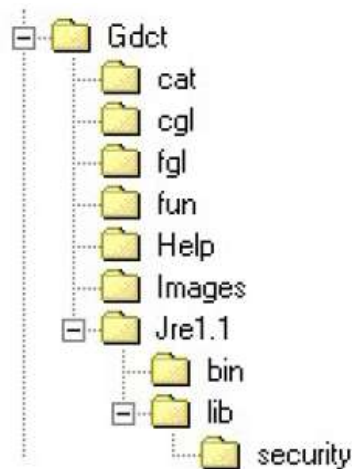 Gdct
cat
cgl
fgl
fun
Help
Images
Jre1.1
bin
lib
security